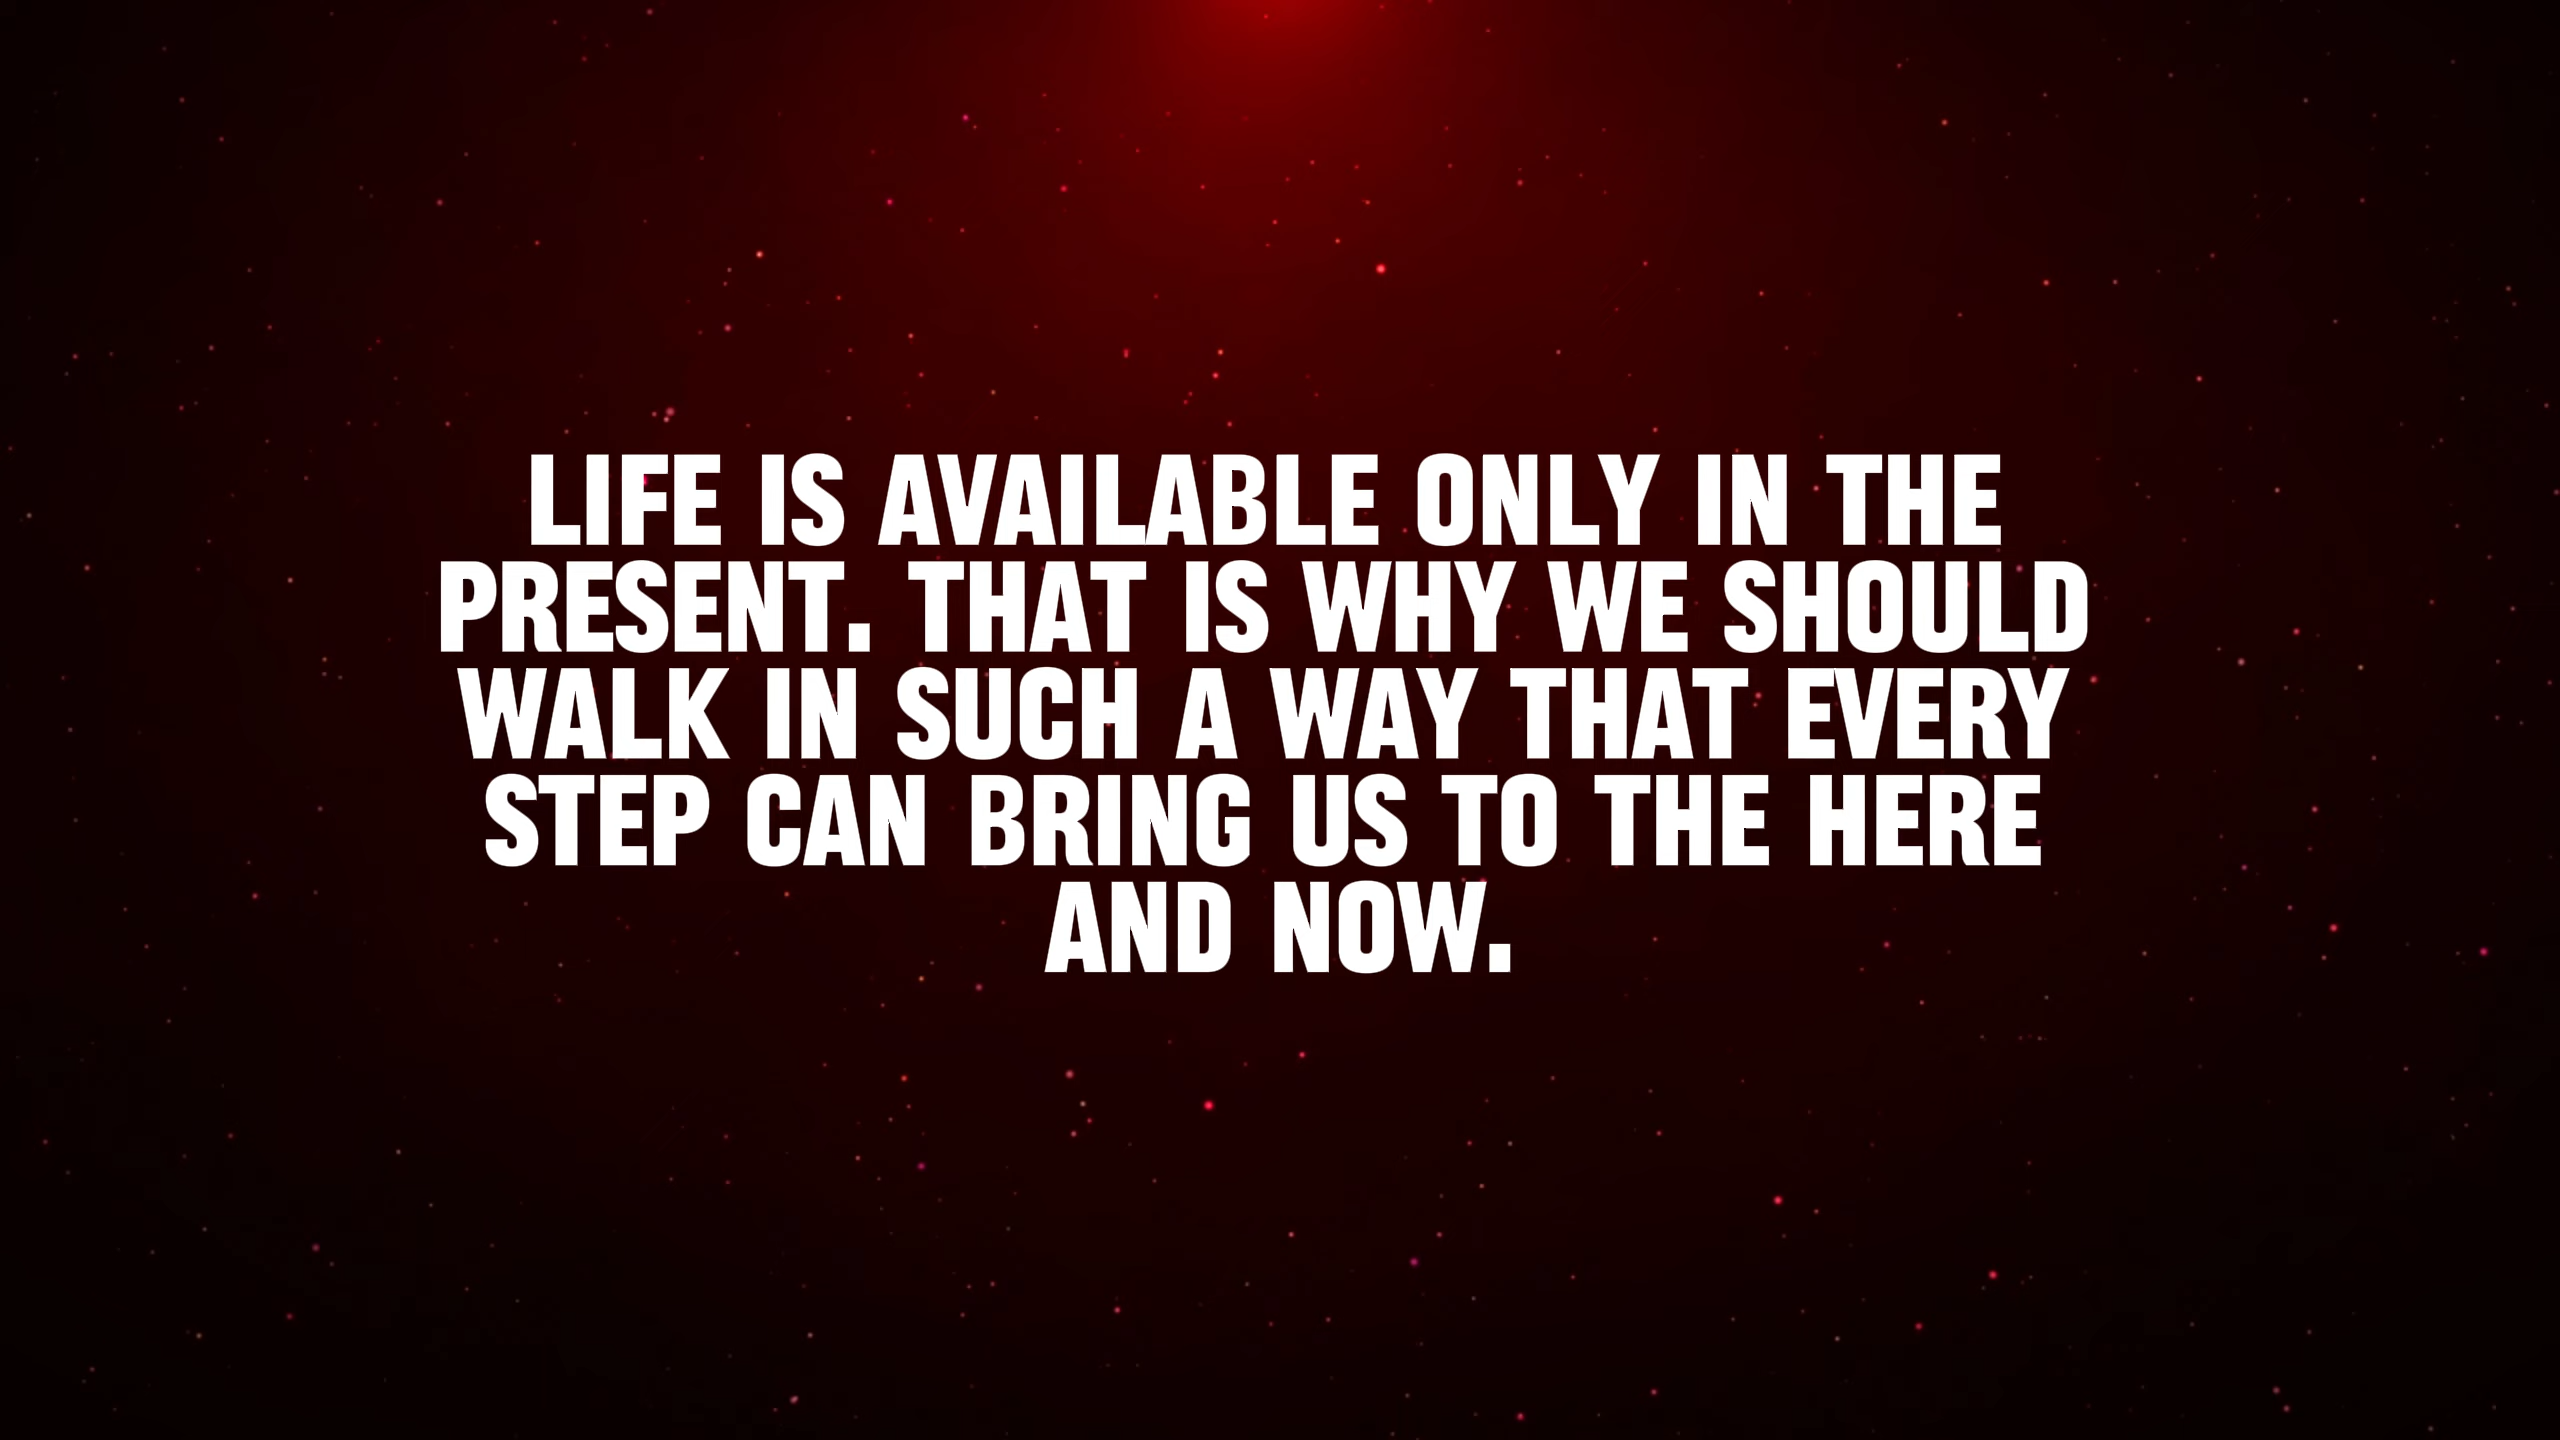 LIFE IS AVAILABLE ONLY IN THE
PRESENT. THAT IS WHY WE SHOULD
WALK IN SUCH A WAY THAT EVERY
STEP CAN BRING US TO THE HERE
AND NOW.